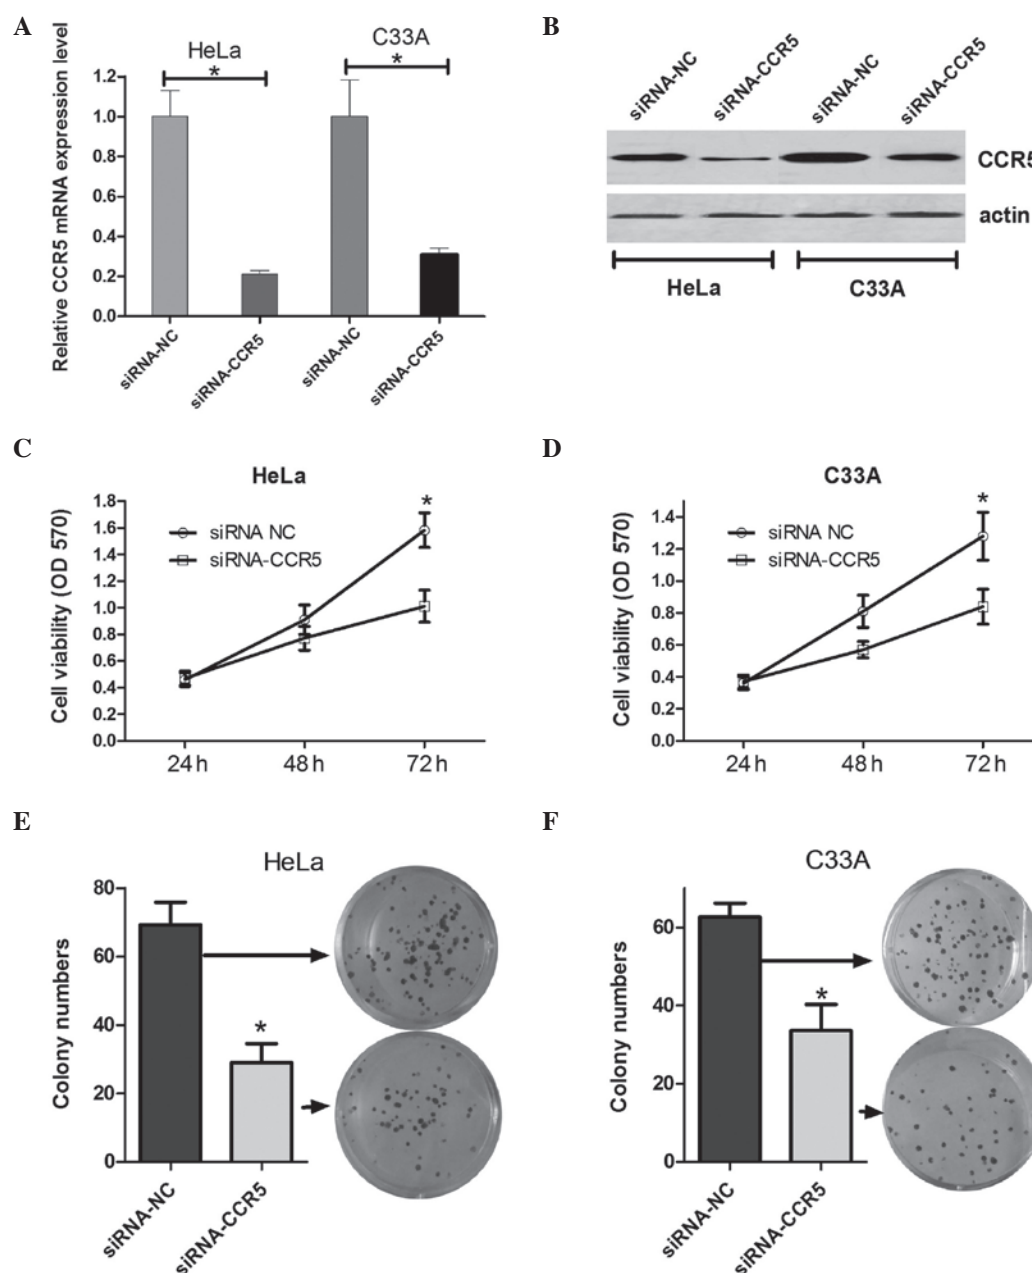 A
HeLa
C33A
*
*
Relative CCR5 mRNA expression level
1.2
1.0
0.8
0.6
0.4
0.2
0.0
siRNA-NC
siRNA-CCR5
siRNA-NC
siRNA-CCR5
B
siRNA-NC
siRNA-CCR5
siRNA-NC
siRNA-CCR5
CCR5
actin
HeLa
C33A
C
HeLa
Cell viability (OD 570)
1.8
1.6
1.4
1.2
1.0
0.8
0.6
0.4
0.2
0.0
siRNA NC
siRNA-CCR5
*
24 h
48 h
72 h
D
C33A
Cell viability (OD 570)
1.4
1.2
1.0
0.8
0.6
0.4
0.2
0.0
siRNA NC
siRNA-CCR5
*
24 h
48 h
72 h
E
HeLa
Colony numbers
80
60
40
20
0
*
siRNA-NC
siRNA-CCR5
F
C33A
Colony numbers
60
40
20
0
*
siRNA-NC
siRNA-CCR5